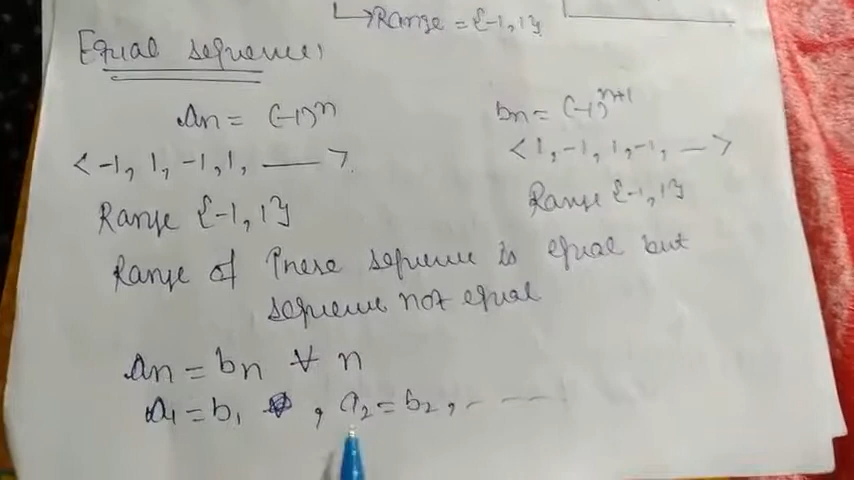 ↳Range = {-1, 1}
Equal sequence,
an = (-1)^n
bn = (-1)^n+1
< -1, 1, -1, 1, —— >
< 1, -1, 1, -1, — >
Range {-1, 1}
Range {-1, 1}
Range of these sequence is equal but
sequence not equal
an = bn ∀ n
a1 = b1 , a2 = b2, - - - -